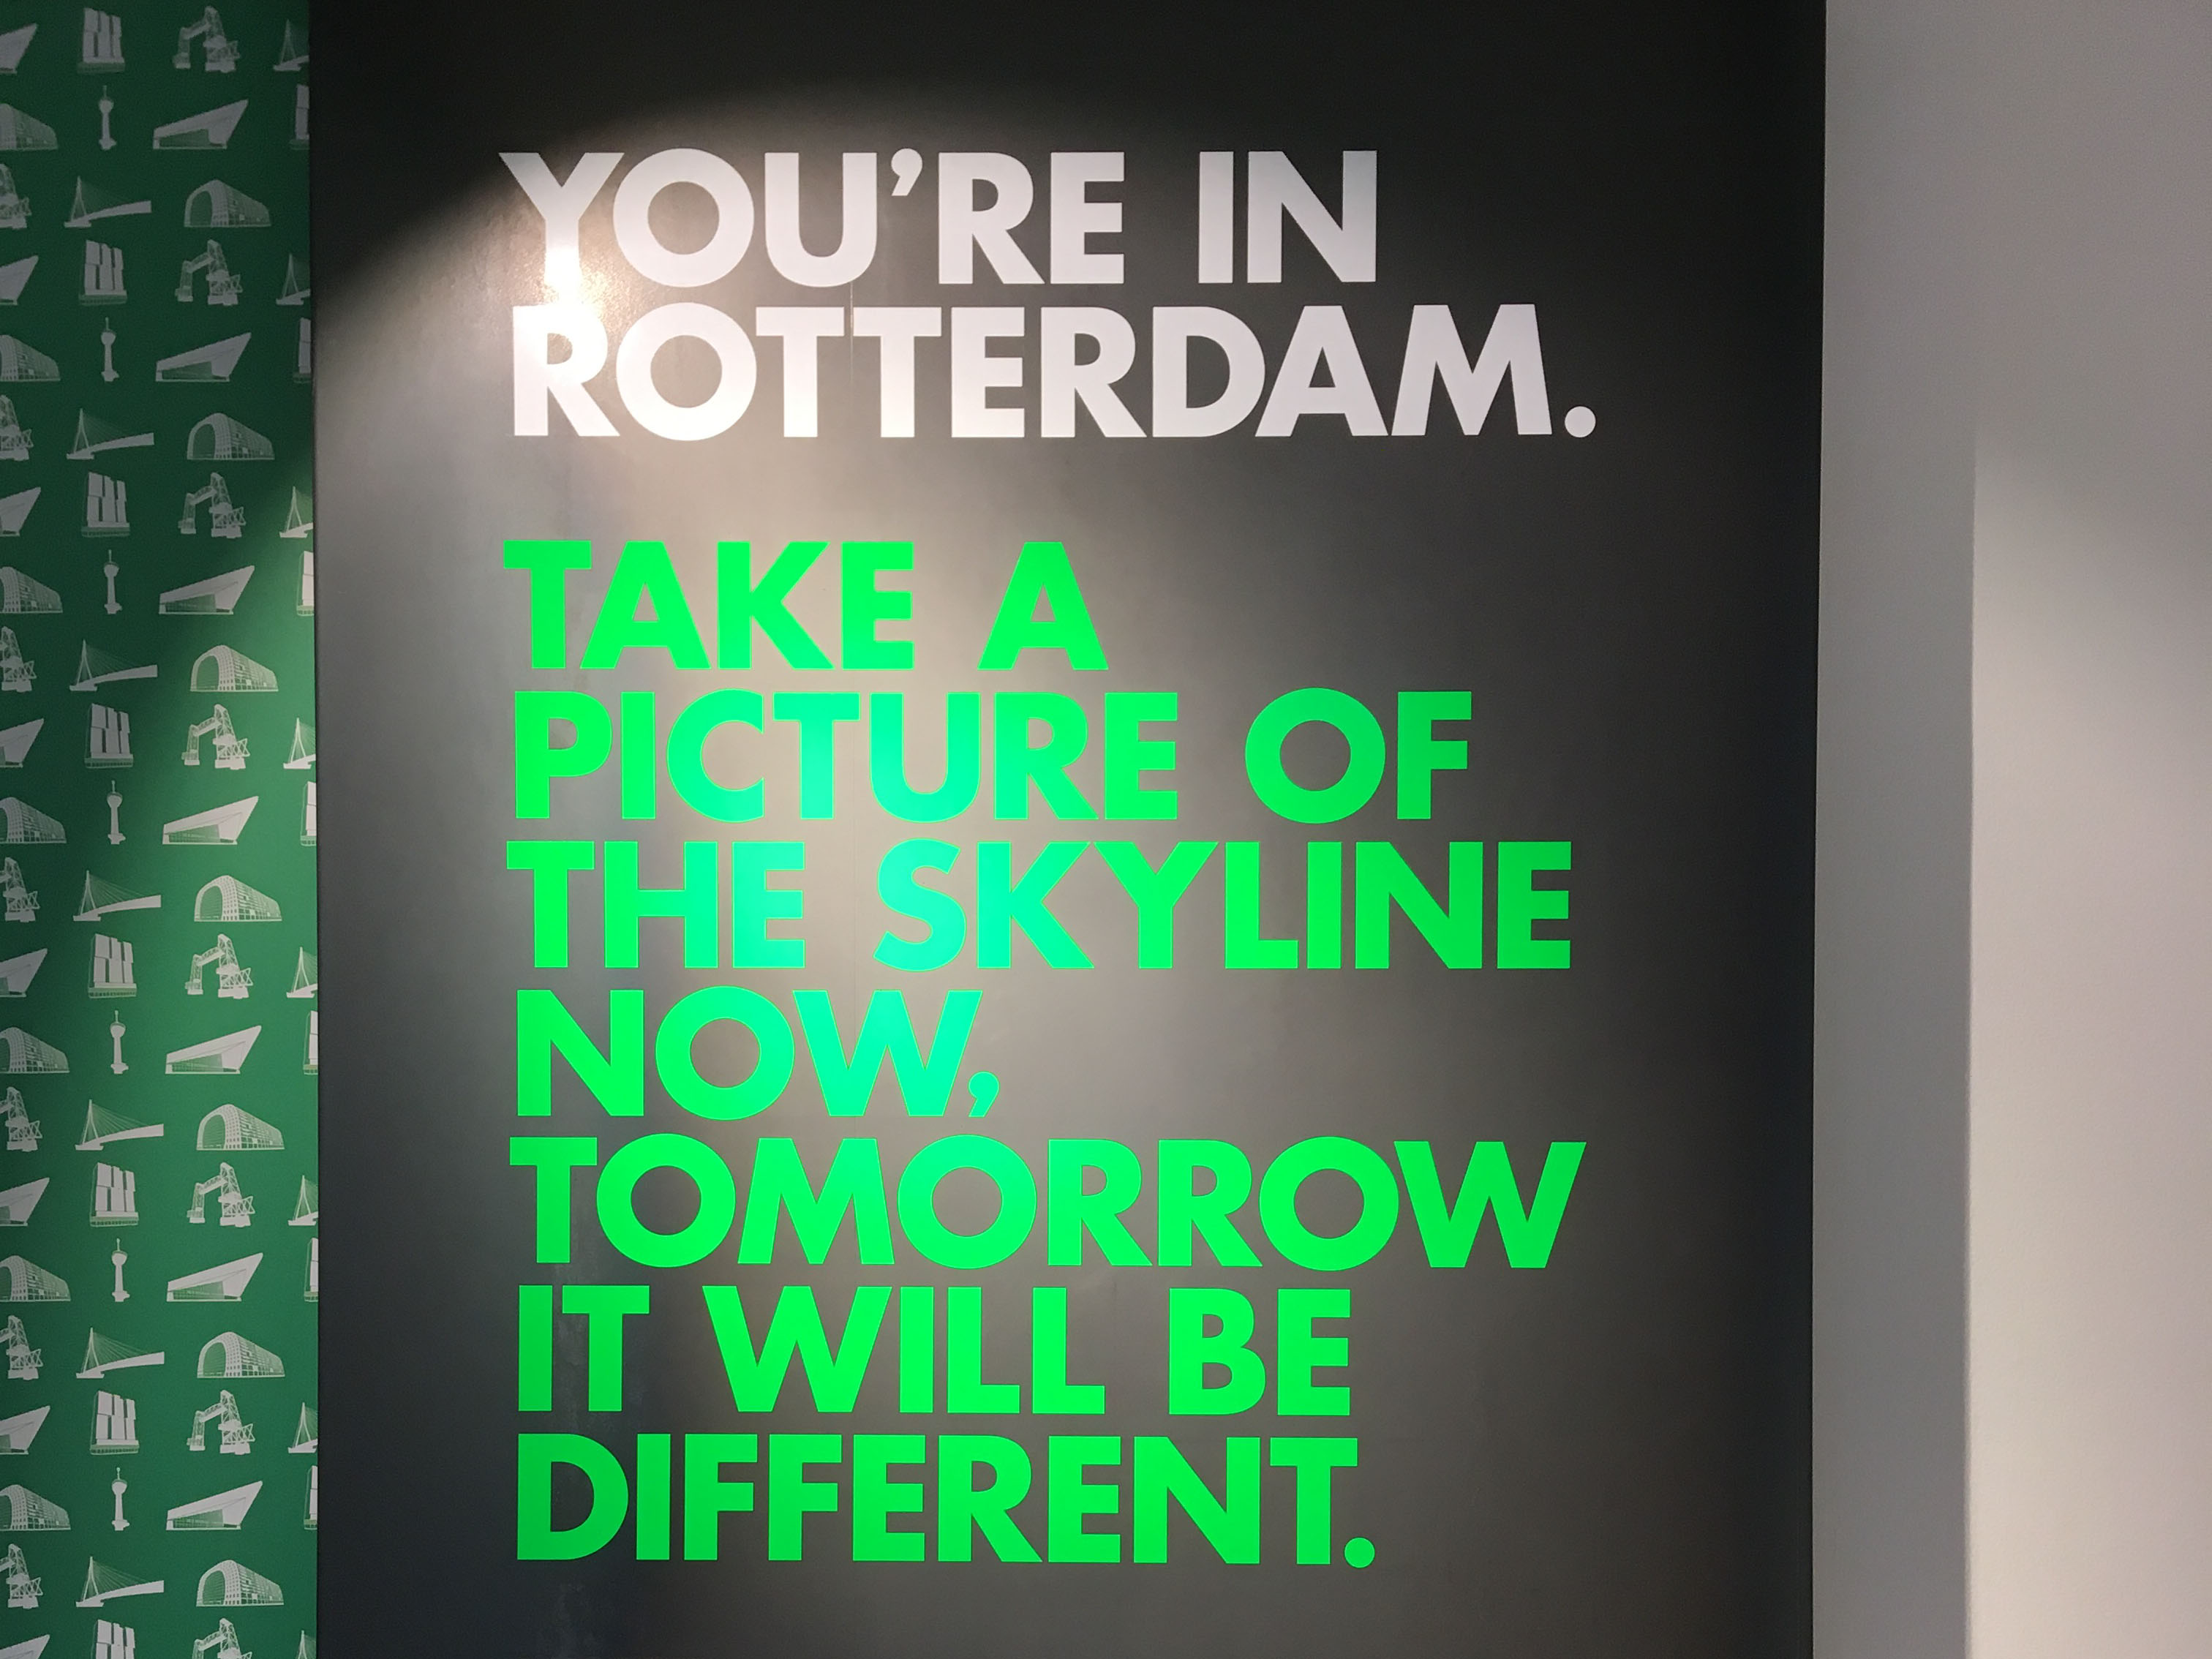 YOU’RE IN
ROTTERDAM.
TAKE A
PICTURE OF
THE SKYLINE
NOW,
TOMORROW
IT WILL BE
DIFFERENT.